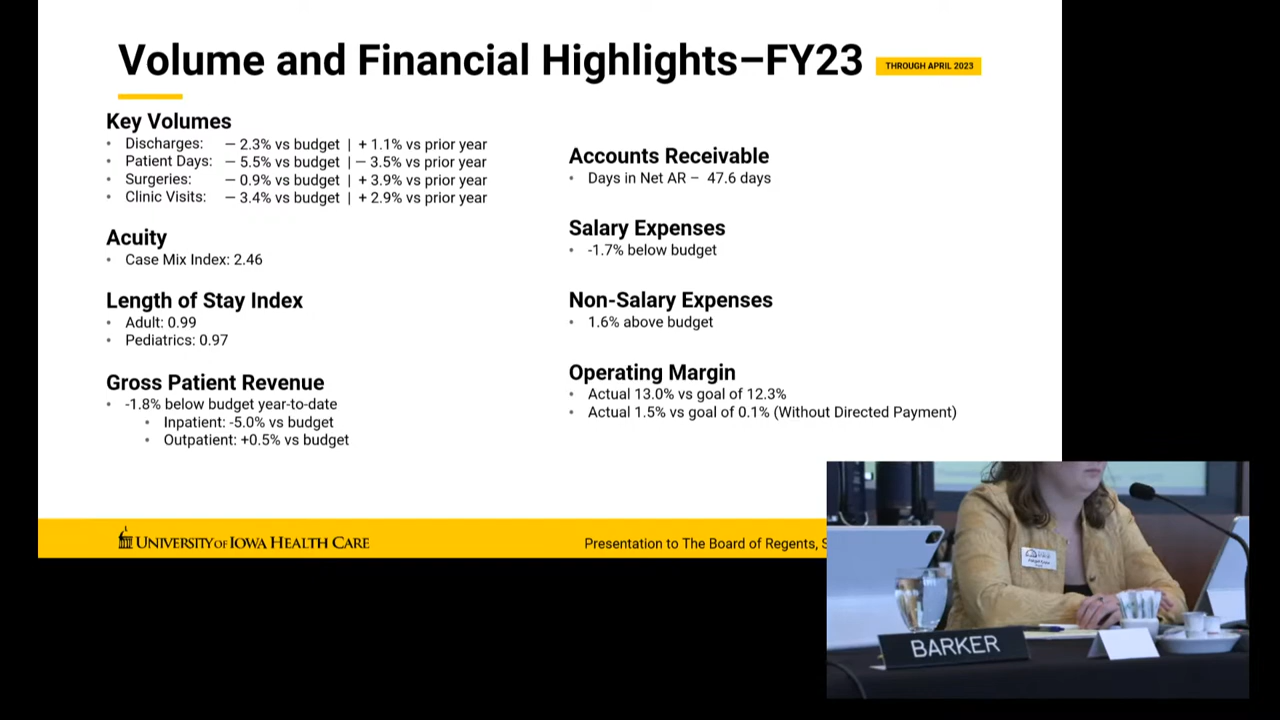 Volume and Financial Highlights–FY23
THROUGH APRIL 2023
Key Volumes
• Discharges: — 2.3% vs budget | + 1.1% vs prior year
• Patient Days: — 5.5% vs budget | — 3.5% vs prior year
• Surgeries: — 0.9% vs budget | + 3.9% vs prior year
• Clinic Visits: — 3.4% vs budget | + 2.9% vs prior year
Acuity
• Case Mix Index: 2.46
Length of Stay Index
• Adult: 0.99
• Pediatrics: 0.97
Gross Patient Revenue
• -1.8% below budget year-to-date
• Inpatient: -5.0% vs budget
• Outpatient: +0.5% vs budget
Accounts Receivable
• Days in Net AR – 47.6 days
Salary Expenses
• -1.7% below budget
Non-Salary Expenses
• 1.6% above budget
Operating Margin
• Actual 13.0% vs goal of 12.3%
• Actual 1.5% vs goal of 0.1% (Without Directed Payment)
UNIVERSITY OF IOWA HEALTH CARE
Presentation to The Board of Regents, S
BARKER